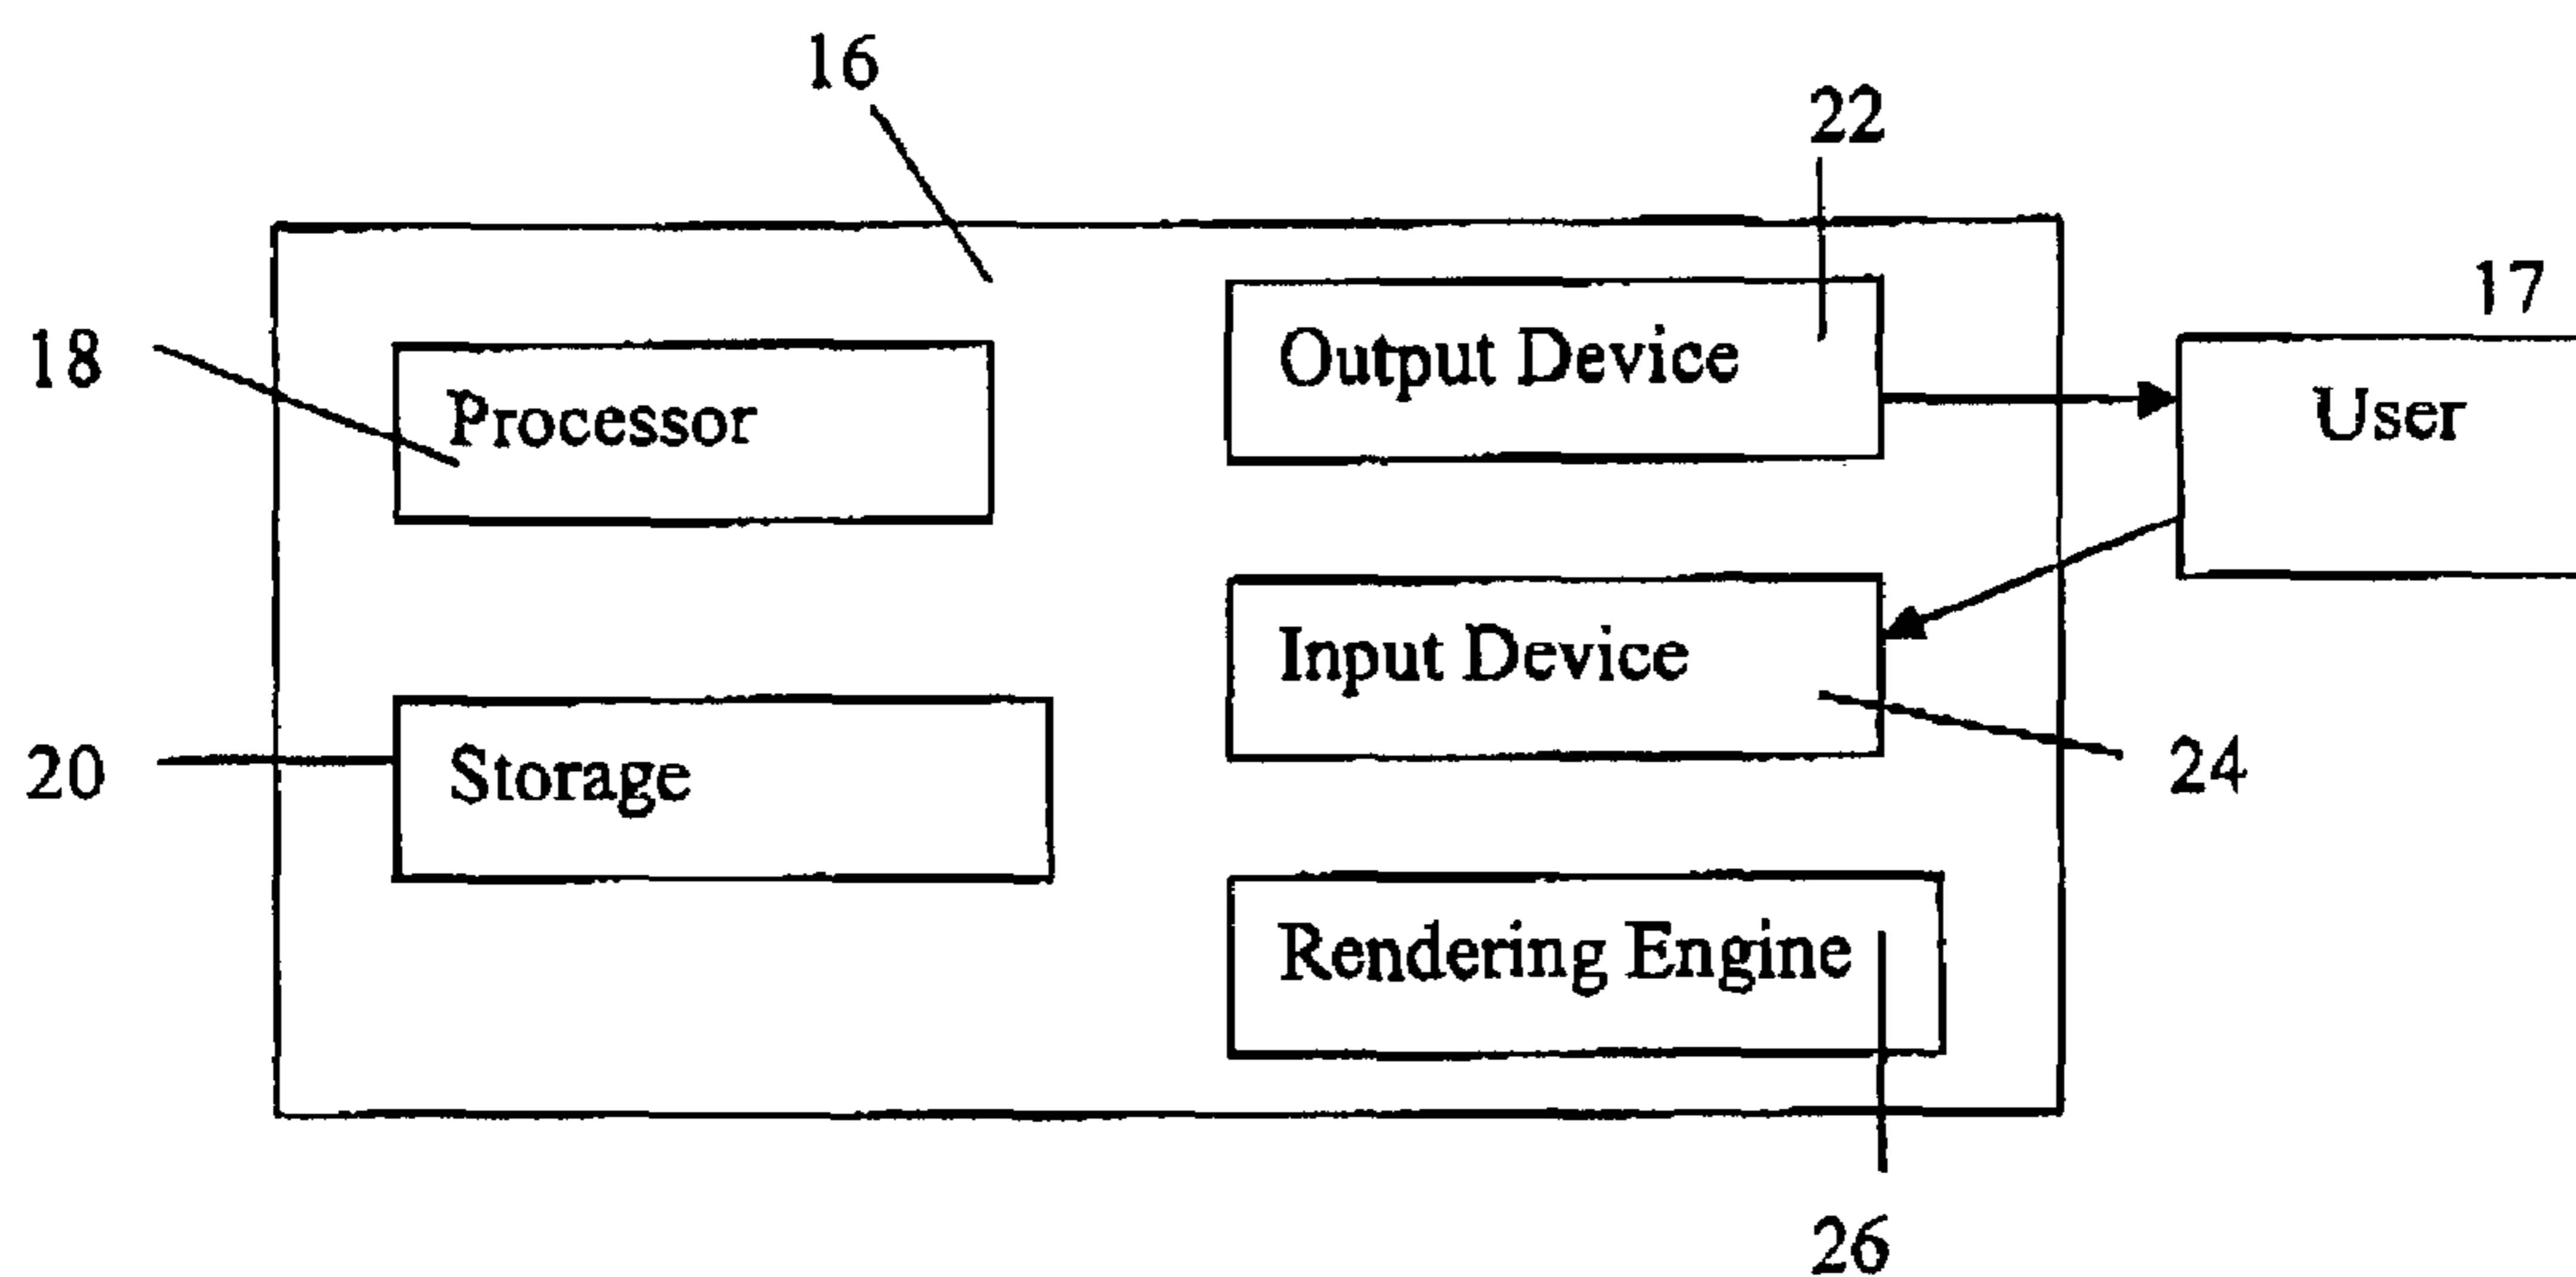 16
22
17
18
Output Device
User
Processor
Input Device
24
20
Storage
Rendering Engine
26